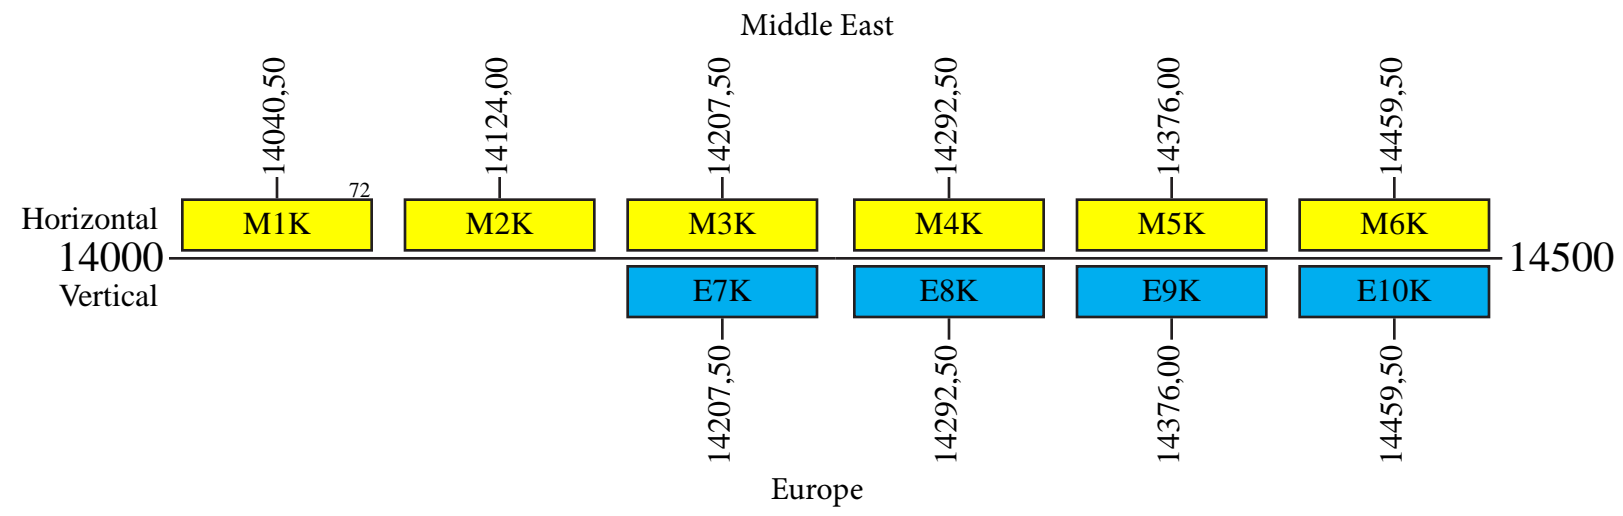 Middle East
14040,50
14124,00
14207,50
14292,50
14376,00
14459,50
72
Horizontal
M1K
M2K
M3K
M4K
M5K
M6K
14000
14500
Vertical
E7K
E8K
E9K
E10K
14207,50
14292,50
14376,00
14459,50
Europe